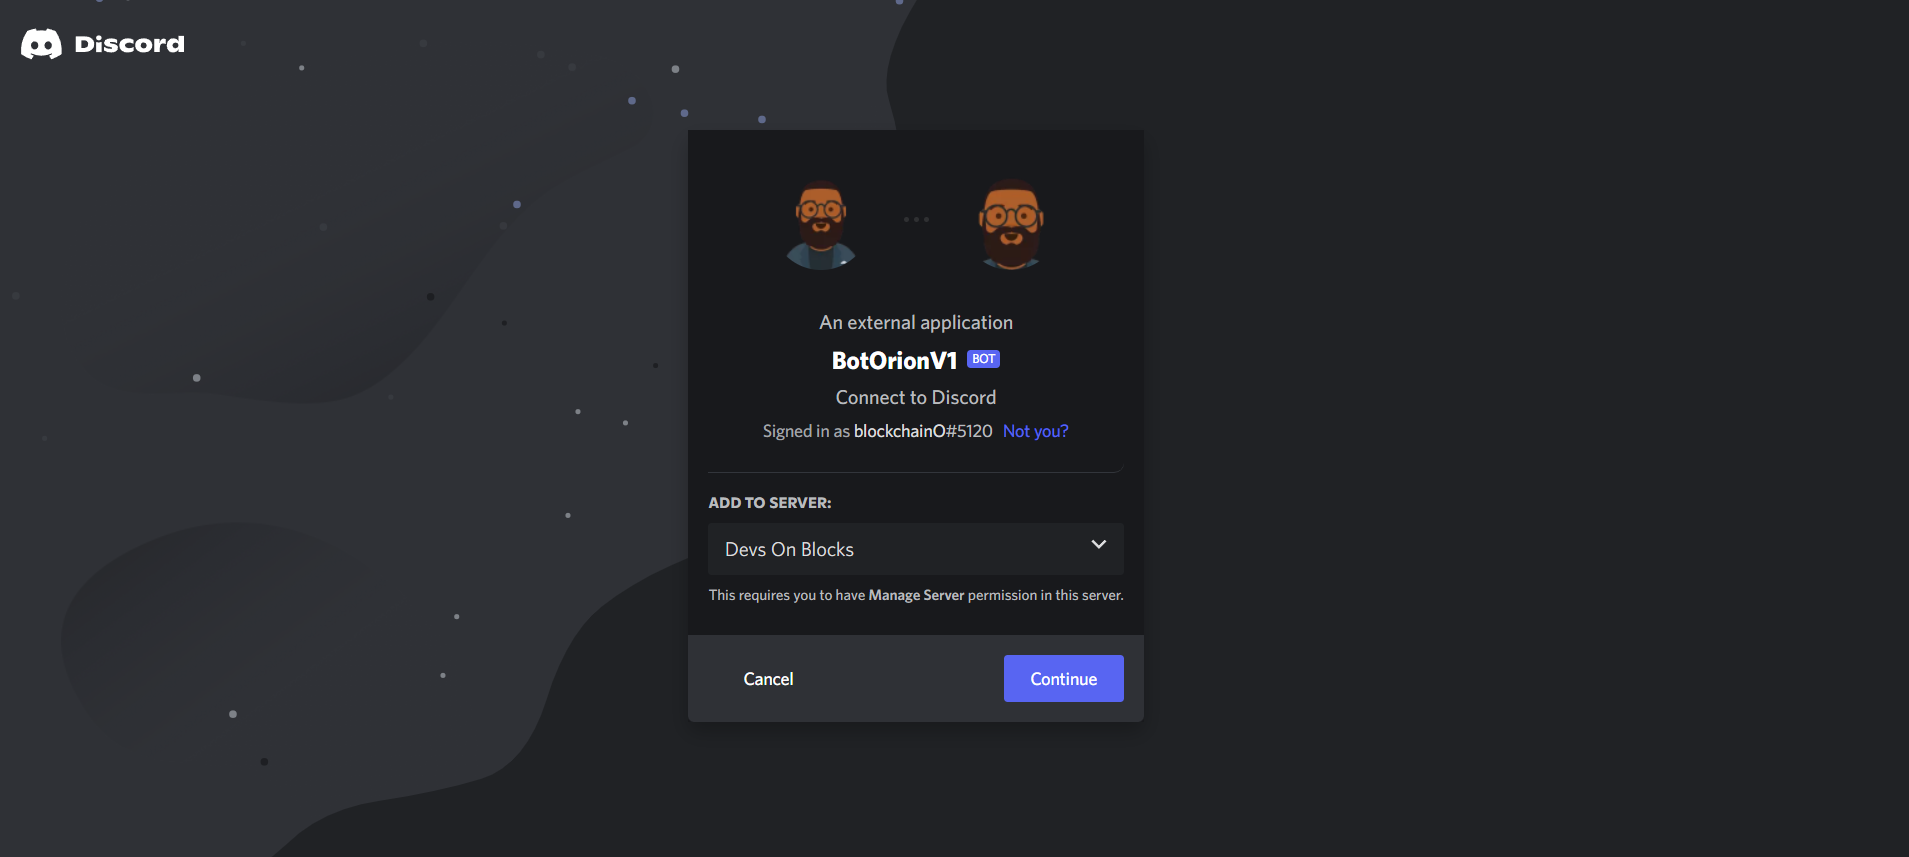 Discord
An external application
BotOrionV1 BOT
Connect to Discord
Signed in as blockchainO#5120 Not you?
ADD TO SERVER:
Devs On Blocks
This requires you to have Manage Server permission in this server.
Cancel
Continue